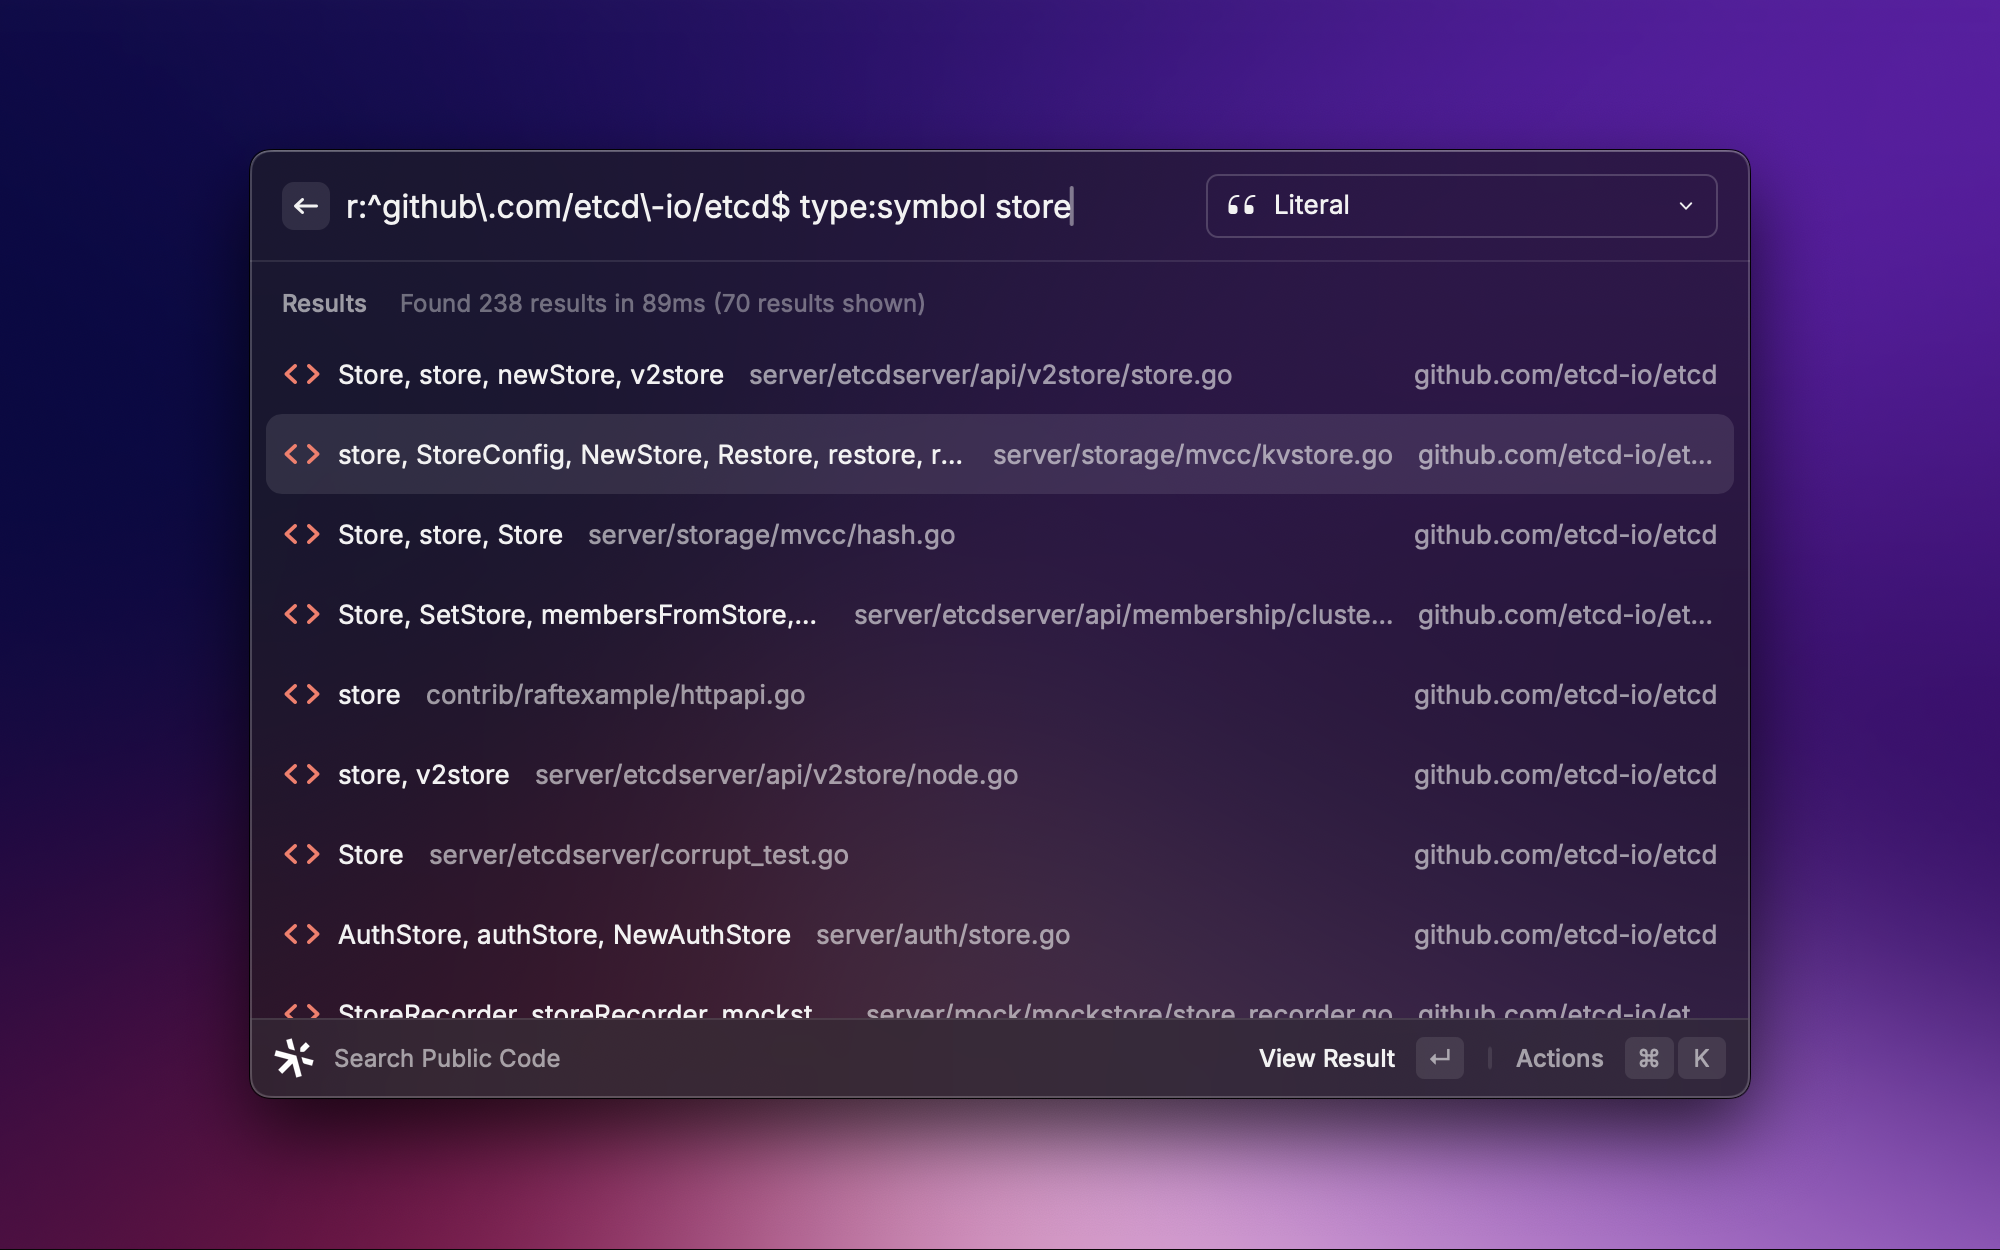 r:^github\.com/etcd\-io/etcd$ type:symbol store
Literal
Results Found 238 results in 89ms (70 results shown)
Store, store, newStore, v2store server/etcdserver/api/v2store/store.go github.com/etcd-io/etcd
store, StoreConfig, NewStore, Restore, restore, r... server/storage/mvcc/kvstore.go github.com/etcd-io/et...
Store, store, Store server/storage/mvcc/hash.go github.com/etcd-io/etcd
Store, SetStore, membersFromStore,... server/etcdserver/api/membership/cluste... github.com/etcd-io/et...
store contrib/raftexample/httpapi.go github.com/etcd-io/etcd
store, v2store server/etcdserver/api/v2store/node.go github.com/etcd-io/etcd
Store server/etcdserver/corrupt_test.go github.com/etcd-io/etcd
AuthStore, authStore, NewAuthStore server/auth/store.go github.com/etcd-io/etcd
StoreRecorder, storeRecorder, mockst... server/mock/mockstore/store_recorder.go github.com/etcd-io/et...
Search Public Code View Result ↵ Actions ⌘ K